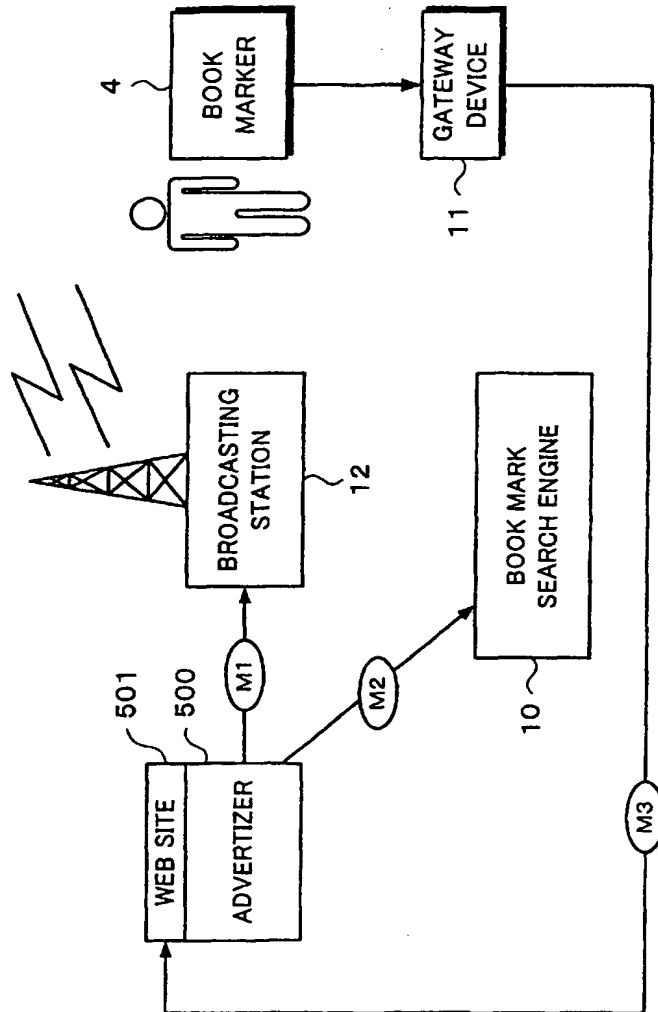 501
WEB SITE
500
ADVERTIZER
M1
M2
M3
BROADCASTING
STATION
12
BOOK MARK
SEARCH ENGINE
10
4
BOOK
MARKER
GATEWAY
DEVICE
11